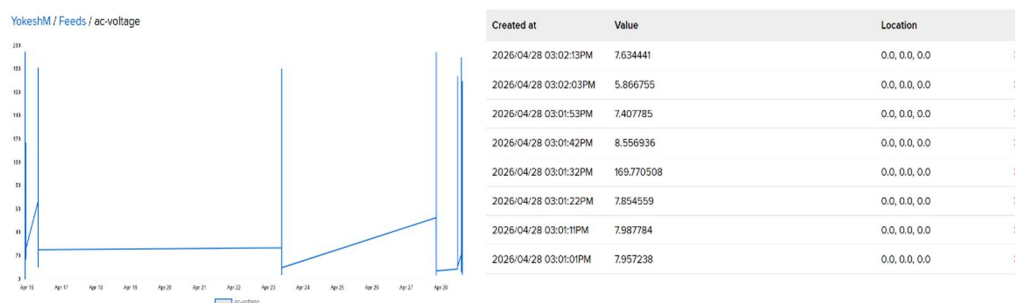 YokeshM / Feeds / ac-voltage
Created at Value Location
2026/04/28 03:02:13PM 7.634441 0.0, 0.0, 0.0
2026/04/28 03:02:03PM 5.866755 0.0, 0.0, 0.0
2026/04/28 03:01:53PM 7.407785 0.0, 0.0, 0.0
2026/04/28 03:01:42PM 8.556936 0.0, 0.0, 0.0
2026/04/28 03:01:32PM 169.770508 0.0, 0.0, 0.0
2026/04/28 03:01:22PM 7.854559 0.0, 0.0, 0.0
2026/04/28 03:01:11PM 7.987784 0.0, 0.0, 0.0
2026/04/28 03:01:01PM 7.957238 0.0, 0.0, 0.0
Apr 16 Apr 17 Apr 18 Apr 19 Apr 20 Apr 21 Apr 22 Apr 23 Apr 24 Apr 25 Apr 26 Apr 27 Apr 28
ac-voltage